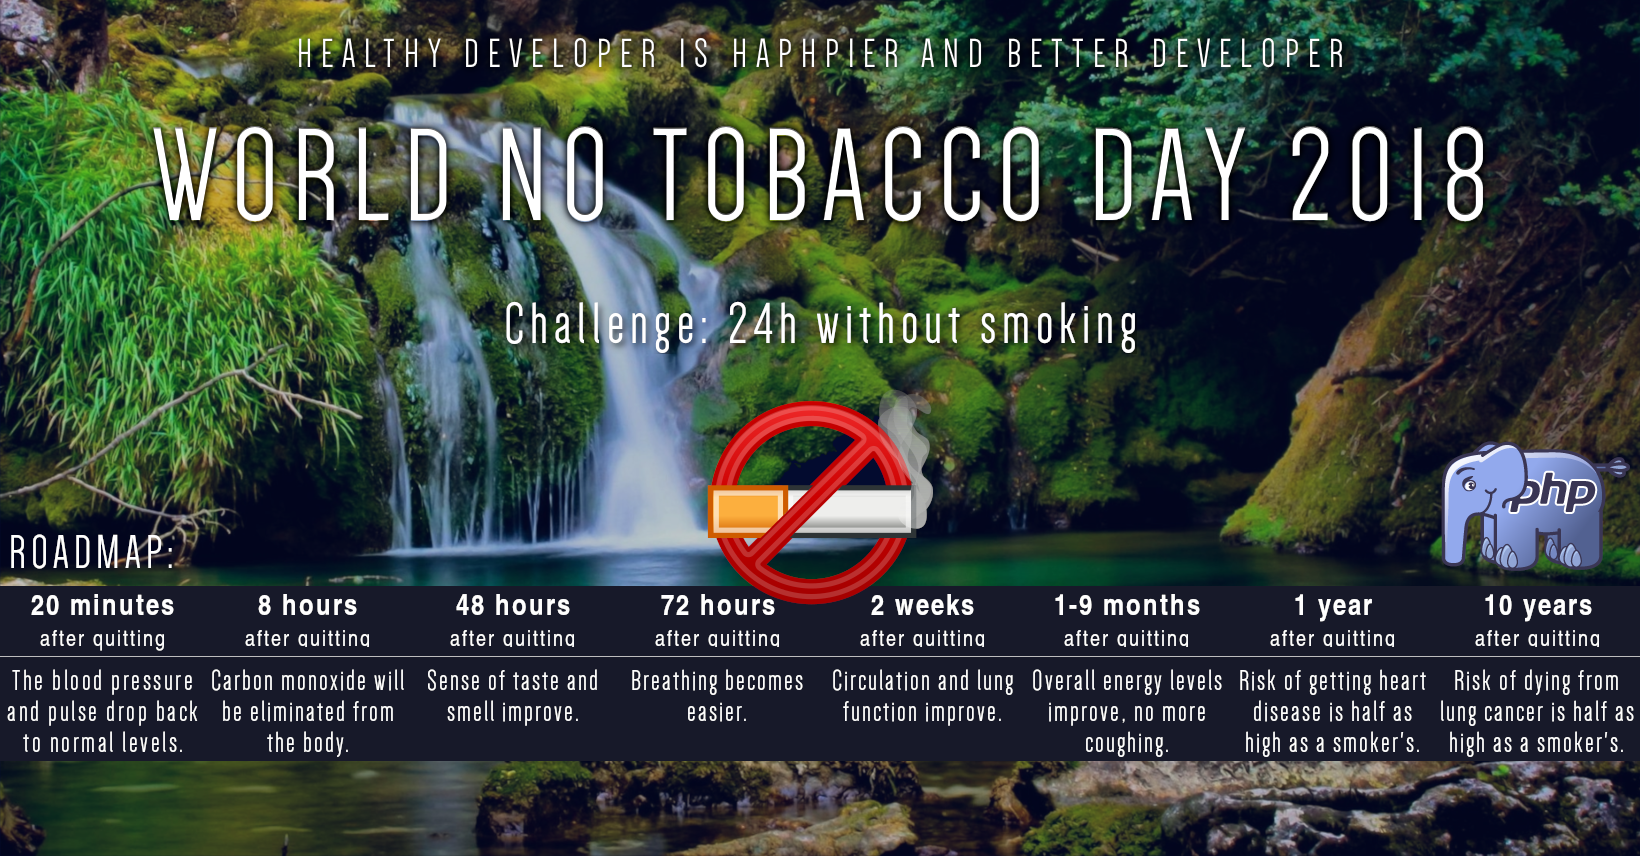 HEALTHY DEVELOPER IS HAPHPIER AND BETTER DEVELOPER
WORLD NO TOBACCO DAY 2018
Challenge: 24h without smoking
php
ROADMAP:
20 minutes
after quitting
The blood pressure
and pulse drop back
to normal levels.
8 hours
after quitting
Carbon monoxide will
be eliminated from
the body.
48 hours
after quitting
Sense of taste and
smell improve.
72 hours
after quitting
Breathing becomes
easier.
2 weeks
after quitting
Circulation and lung
function improve.
1-9 months
after quitting
Overall energy levels
improve, no more
coughing.
1 year
after quitting
Risk of getting heart
disease is half as
high as a smoker's.
10 years
after quitting
Risk of dying from
lung cancer is half as
high as a smoker's.